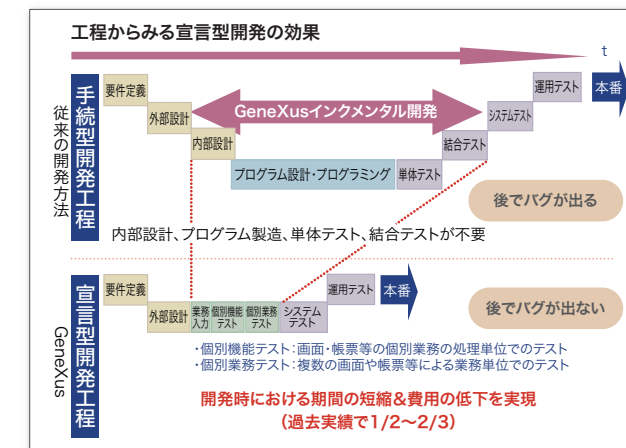 工程からみる宣言型開発の効果
t
手続型開発工程
従来の開発方法
要件定義
外部設計
内部設計
GeneXusインクメンタル開発
プログラム設計・プログラミング
単体テスト
結合テスト
システムテスト
運用テスト
本番
後でバグが出る
内部設計、プログラム製造、単体テスト、結合テストが不要
宣言型開発工程
GeneXus
要件定義
外部設計
業務
入力
個別機能
テスト
個別業務
テスト
システム
テスト
運用テスト
本番
後でバグが出ない
・個別機能テスト:画面・帳票等の個別業務の処理単位でのテスト
・個別業務テスト:複数の画面や帳票等による業務単位でのテスト
開発時における期間の短縮&費用の低下を実現
(過去実績で1/2〜2/3)